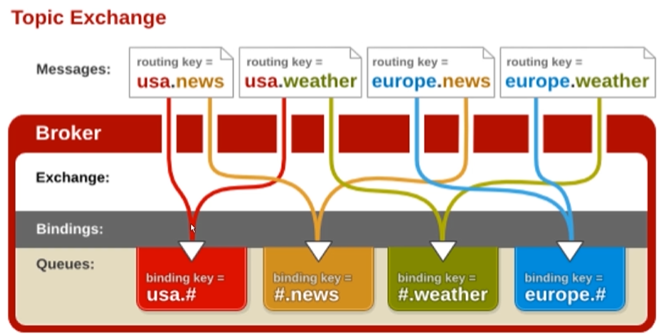 Topic Exchange
Messages:
routing key =
usa.news
routing key =
usa.weather
routing key =
europe.news
routing key =
europe.weather
Broker
Exchange:
Bindings:
Queues:
binding key =
usa.#
binding key =
#.news
binding key =
#.weather
binding key =
europe.#